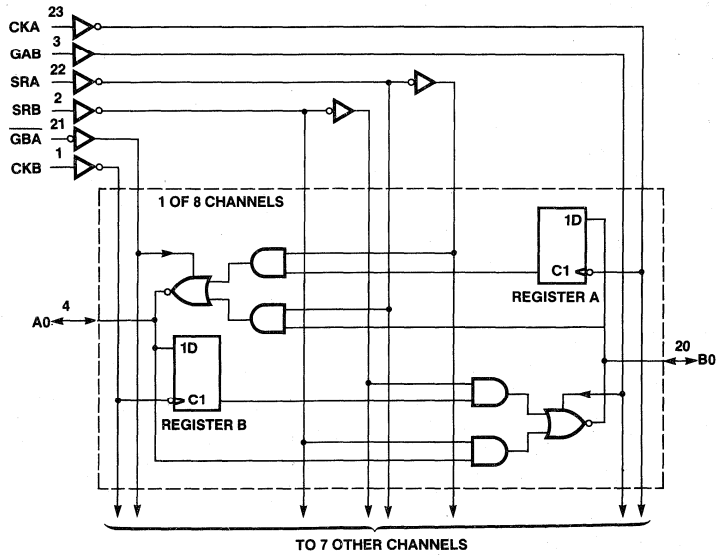 CKA 23
GAB 3
SRA 22
SRB 2
GBA 21
CKB 1
1 OF 8 CHANNELS
1D
C1
REGISTER A
A0 4
1D
C1
REGISTER B
20
B0
TO 7 OTHER CHANNELS